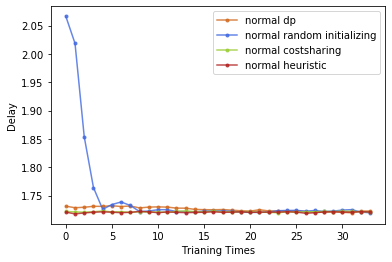 normal dp
normal random initializing
normal costsharing
normal heuristic
2.05
2.00
1.95
1.90
1.85
1.80
1.75
Delay
0 5 10 15 20 25 30
Trianing Times